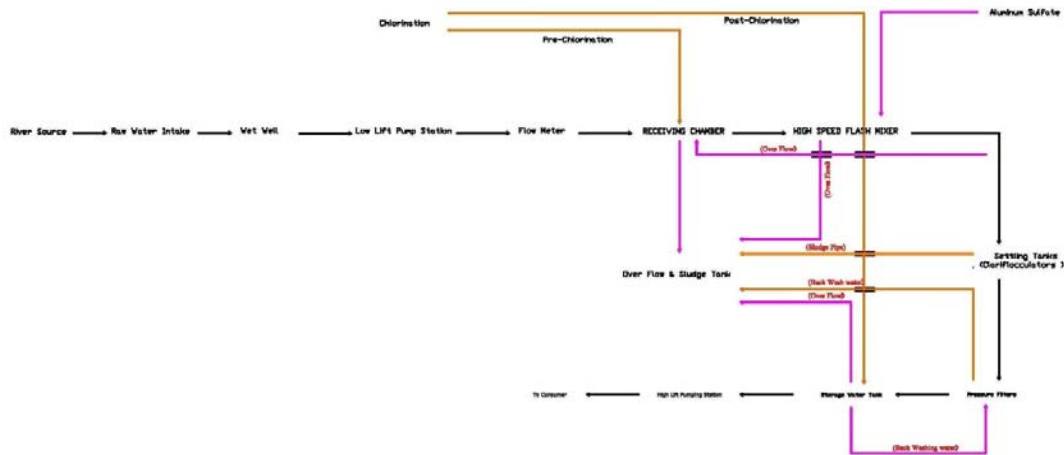 Aluminum Sulfate
Post-Chlorination
Chlorination
Pre-Chlorination
River Source
Raw Water Intake
Wet Well
Low Lift Pump Station
Flow Meter
RECEIVING CHAMBER
HIGH SPEED FLASH MIXER
(Over Flow)
(Over Flow)
(Sludge Pipe)
Settling Tanks
(Clariflocculators )
Over Flow & Sludge Tank
(Back Wash water)
(Over Flow)
To Consumer
High Lift Pumping Station
Storage Water Tank
Pressure Filters
(Back Washing water)